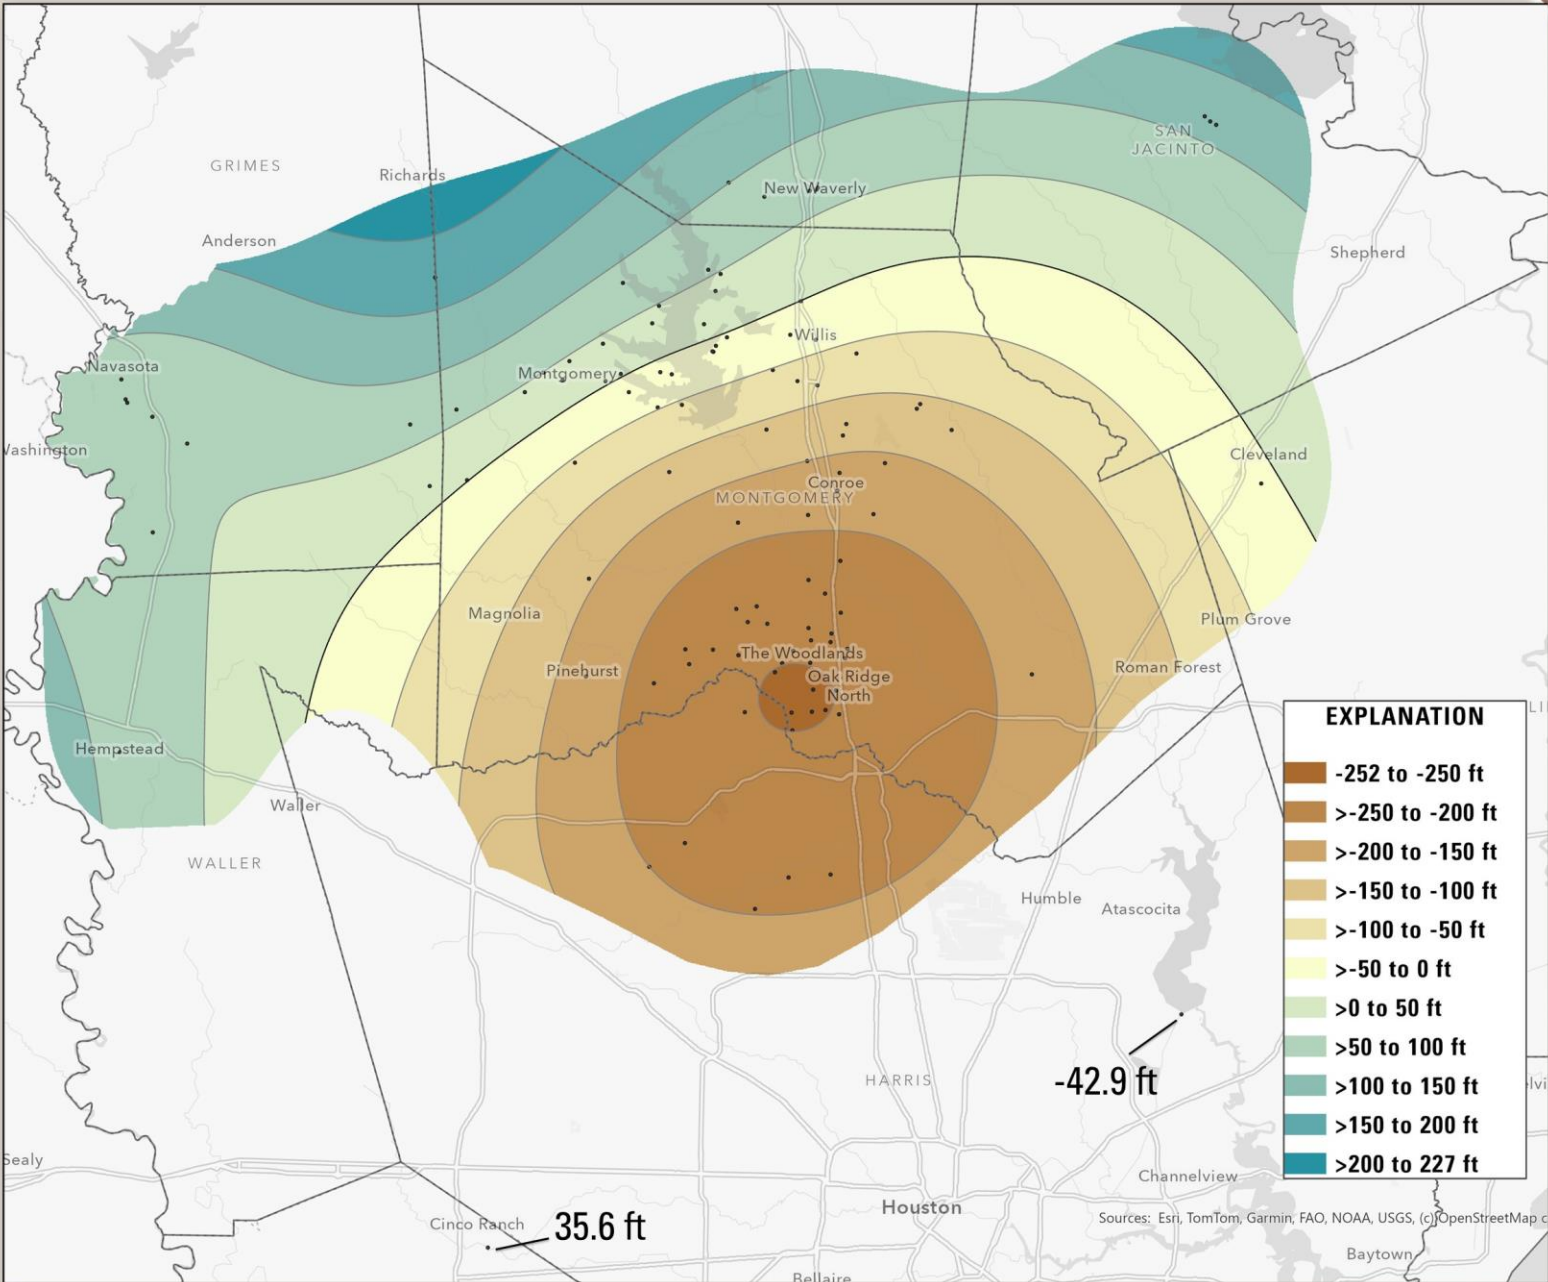 GRIMES
Richards
Anderson
SAN
JACINTO
New Waverly
Shepherd
Willis
Navasota
Montgomery
Washington
Cleveland
Conroe
MONTGOMERY
Magnolia
Plum Grove
The Woodlands
Pinehurst
Roman Forest
Oak Ridge
North
Hempstead
Waller
WALLER
Humble
Atascocita
EXPLANATION
-252 to -250 ft
>-250 to -200 ft
>-200 to -150 ft
>-150 to -100 ft
>-100 to -50 ft
>-50 to 0 ft
>0 to 50 ft
>50 to 100 ft
>100 to 150 ft
>150 to 200 ft
>200 to 227 ft
HARRIS
-42.9 ft
Sealy
Channelview
Houston
Cinco Ranch
35.6 ft
Sources: Esri, TomTom, Garmin, FAO, NOAA, USGS, (c) OpenStreetMap c
Baytown
Bellaire